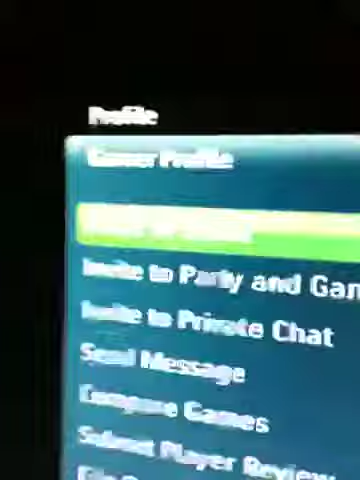 Profile
Gamer Profile
Invite to Party and Gam
Invite to Private Chat
Send Message
Compare Games
Submit Player Review